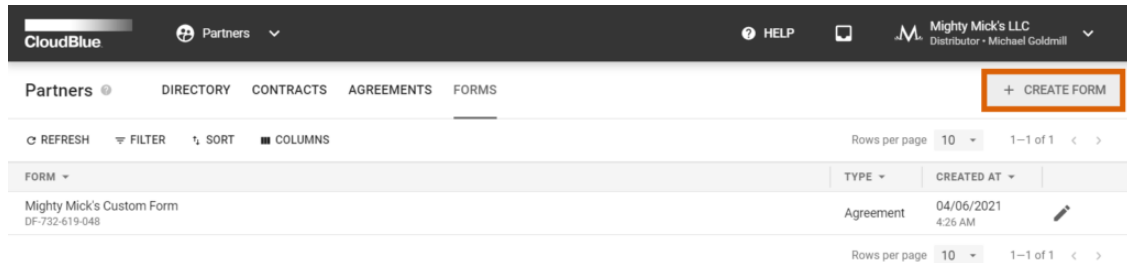 CloudBlue
Partners
HELP
Mighty Mick's LLC
Distributor • Michael Goldmill
Partners
DIRECTORY CONTRACTS AGREEMENTS FORMS
+ CREATE FORM
REFRESH FILTER SORT COLUMNS
Rows per page 10 1–1 of 1 < >
FORM TYPE CREATED AT
Mighty Mick's Custom Form
DF-732-619-048
Agreement
04/06/2021
4:26 AM
Rows per page 10 1–1 of 1 < >